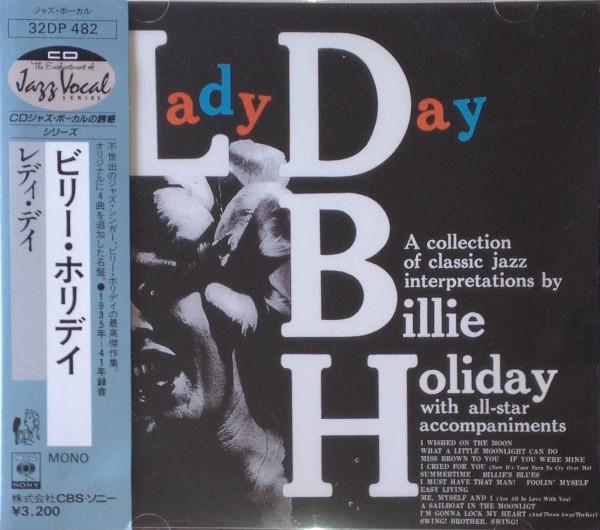 ジャズ・ボーカル
32DP 482
CD
The Enchantment of
Jazz Vocal
SERIES
CDジャズ・ボーカルの誘惑
シリーズ
不世出のジャズ・シンガー、ビリー・ホリデイの最高傑作集。
オリジナルに4曲を追加した名盤。●1935年〜41年録音
ビリー・ホリデイ
レディ・デイ
CBS
SONY
MONO
株式会社CBS・ソニー
¥3,200
Lady Day
A collection
of classic jazz
interpretations by
Billie
Holiday
with all-star
accompaniments
I WISHED ON THE MOON
WHAT A LITTLE MOONLIGHT CAN DO
MISS BROWN TO YOU IF YOU WERE MINE
I CRIED FOR YOU (Now It's Your Turn To Cry Over Me)
SUMMERTIME BILLIE'S BLUES
I MUST HAVE THAT MAN! FOOLIN' MYSELF
EASY LIVING
ME, MYSELF AND I (Are All In Love With You)
A SAILBOAT IN THE MOONLIGHT
I'M GONNA LOCK MY HEART (And Throw Away The Key)
SWING! BROTHER, SWING!